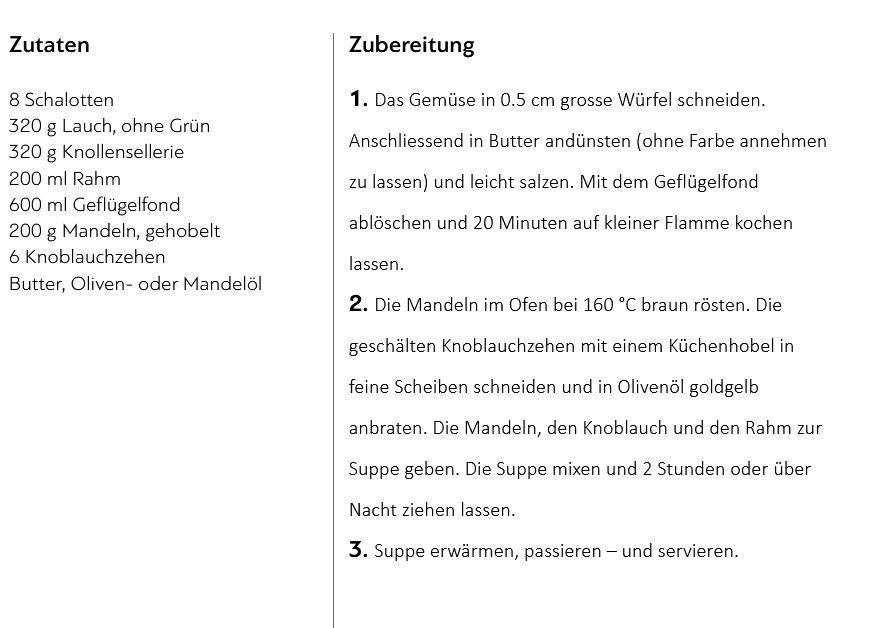 Zutaten
8 Schalotten
320 g Lauch, ohne Grün
320 g Knollensellerie
200 ml Rahm
600 ml Geflügelfond
200 g Mandeln, gehobelt
6 Knoblauchzehen
Butter, Oliven- oder Mandelöl
Zubereitung
1. Das Gemüse in 0.5 cm grosse Würfel schneiden.
Anschliessend in Butter andünsten (ohne Farbe annehmen
zu lassen) und leicht salzen. Mit dem Geflügelfond
ablöschen und 20 Minuten auf kleiner Flamme kochen
lassen.
2. Die Mandeln im Ofen bei 160 °C braun rösten. Die
geschälten Knoblauchzehen mit einem Küchenhobel in
feine Scheiben schneiden und in Olivenöl goldgelb
anbraten. Die Mandeln, den Knoblauch und den Rahm zur
Suppe geben. Die Suppe mixen und 2 Stunden oder über
Nacht ziehen lassen.
3. Suppe erwärmen, passieren – und servieren.